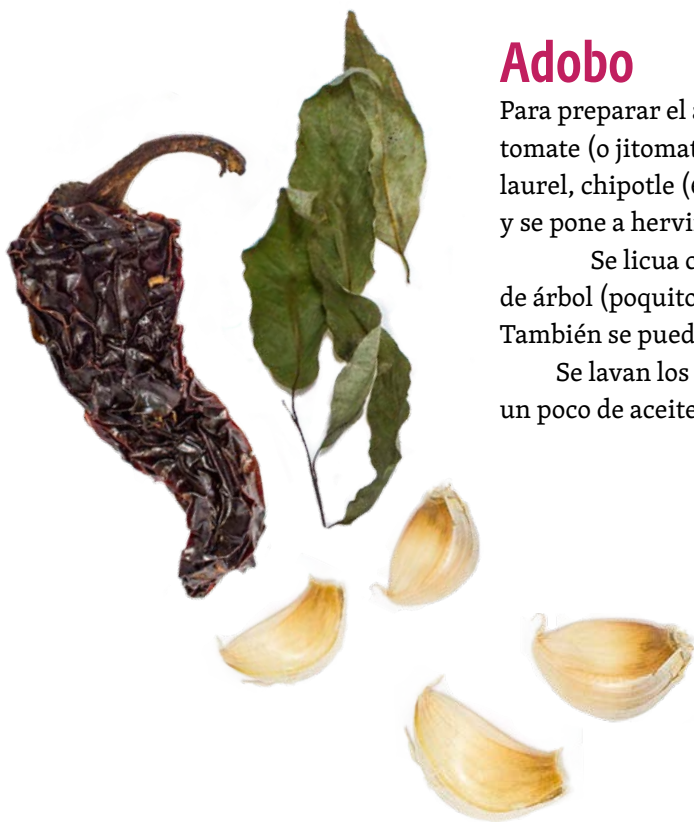 Adobo
Para preparar el
tomate (o jitomat
laurel, chipotle (
y se pone a hervi
Se licua
de árbol (poquito
También se pued
Se lavan los
un poco de aceite